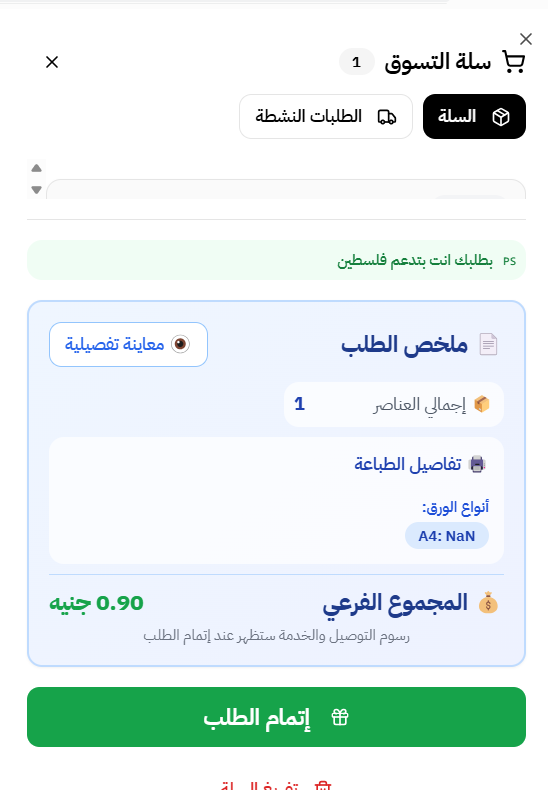 سلة التسوق 1
السلة
الطلبات النشطة
PS بطلبك انت بتدعم فلسطين
ملخص الطلب
معاينة تفصيلية
إجمالي العناصر 1
تفاصيل الطباعة
أنواع الورق:
A4: NaN
المجموع الفرعي 0.90 جنيه
رسوم التوصيل والخدمة ستظهر عند إتمام الطلب
إتمام الطلب
تفريغ السلة